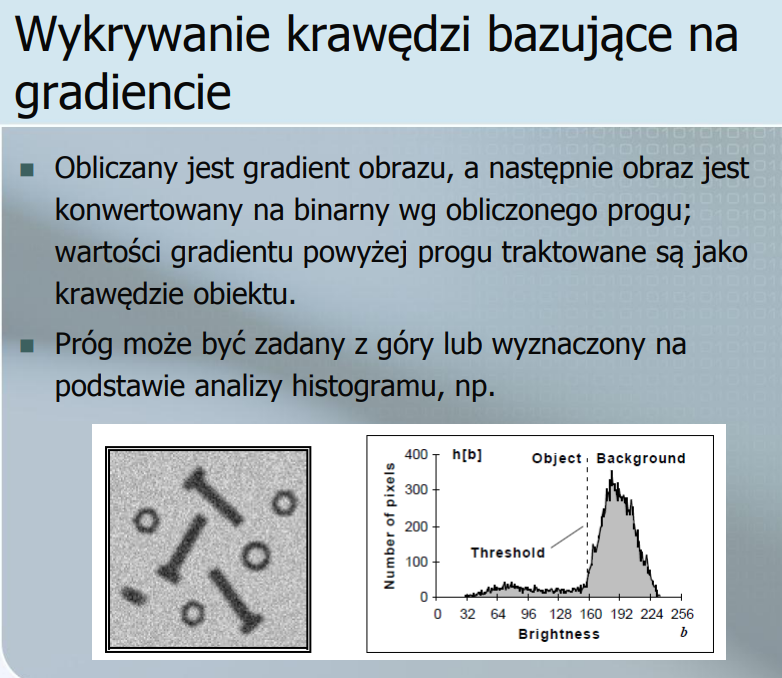 Wykrywanie krawędzi bazujące na
gradiencie
Obliczany jest gradient obrazu, a następnie obraz jest
konwertowany na binarny wg obliczonego progu;
wartości gradientu powyżej progu traktowane są jako
krawędzie obiektu.
Próg może być zadany z góry lub wyznaczony na
podstawie analizy histogramu, np.
h[b]
Object
Background
Threshold
Number of pixels
400
300
200
100
0
0 32 64 96 128 160 192 224 256
Brightness
b